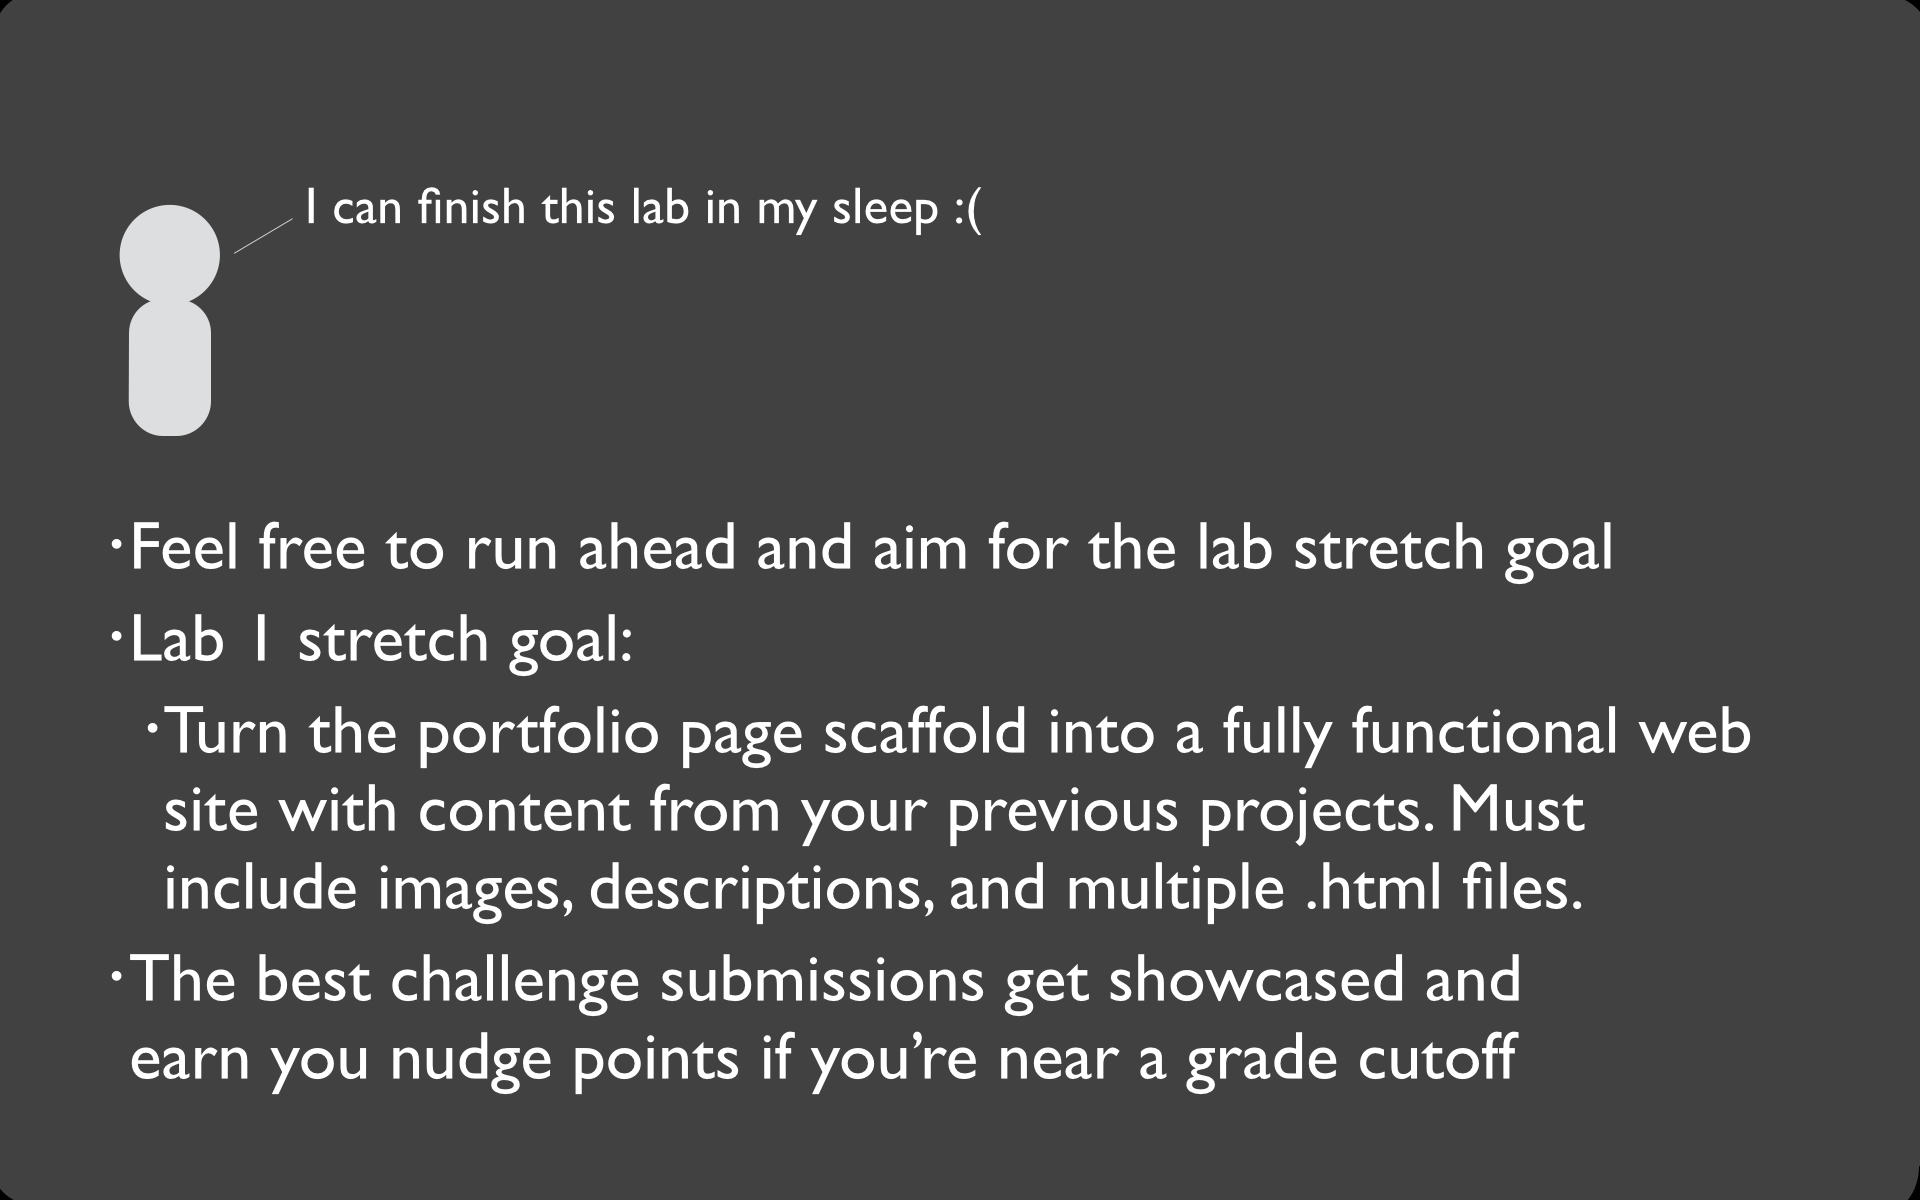 I can finish this lab in my sleep :(
•Feel free to run ahead and aim for the lab stretch goal
•Lab 1 stretch goal:
•Turn the portfolio page scaffold into a fully functional web
site with content from your previous projects. Must
include images, descriptions, and multiple .html files.
•The best challenge submissions get showcased and
earn you nudge points if you’re near a grade cutoff